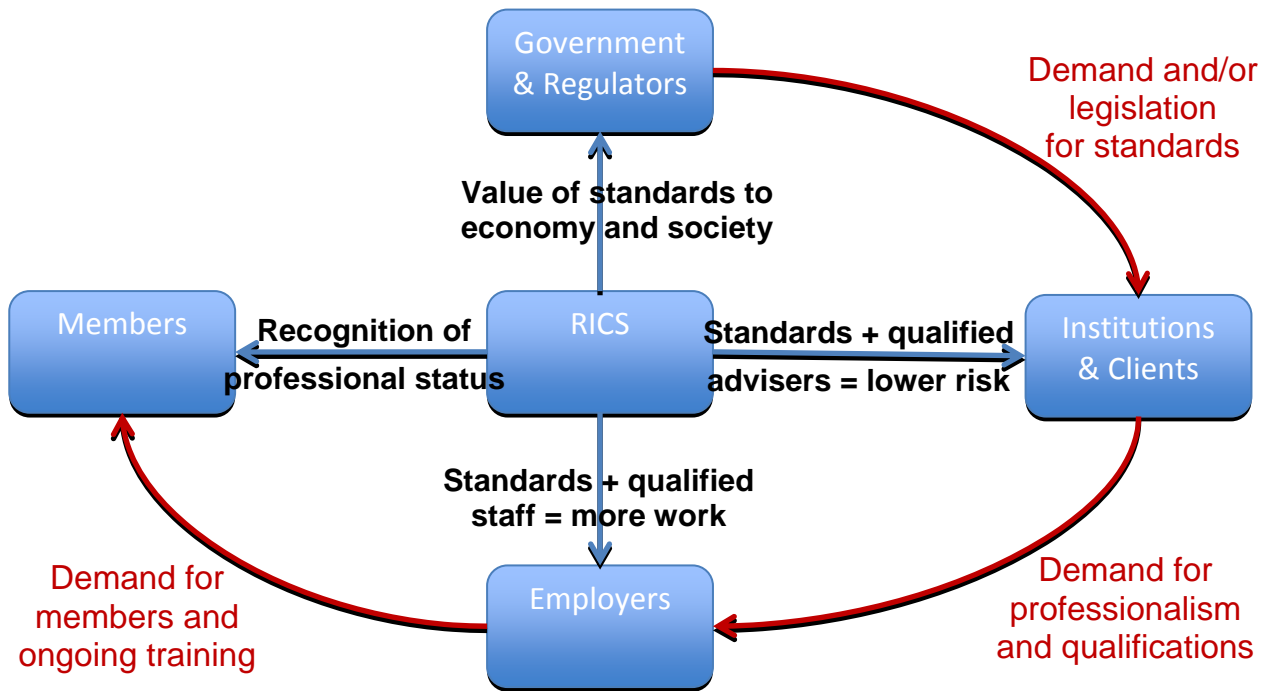 Government
& Regulators
Demand and/or
legislation
for standards
Value of standards to
economy and society
Members
Recognition of
professional status
RICS
Standards + qualified
advisers = lower risk
Institutions
& Clients
Standards + qualified
staff = more work
Demand for
members and
ongoing training
Employers
Demand for
professionalism
and qualifications